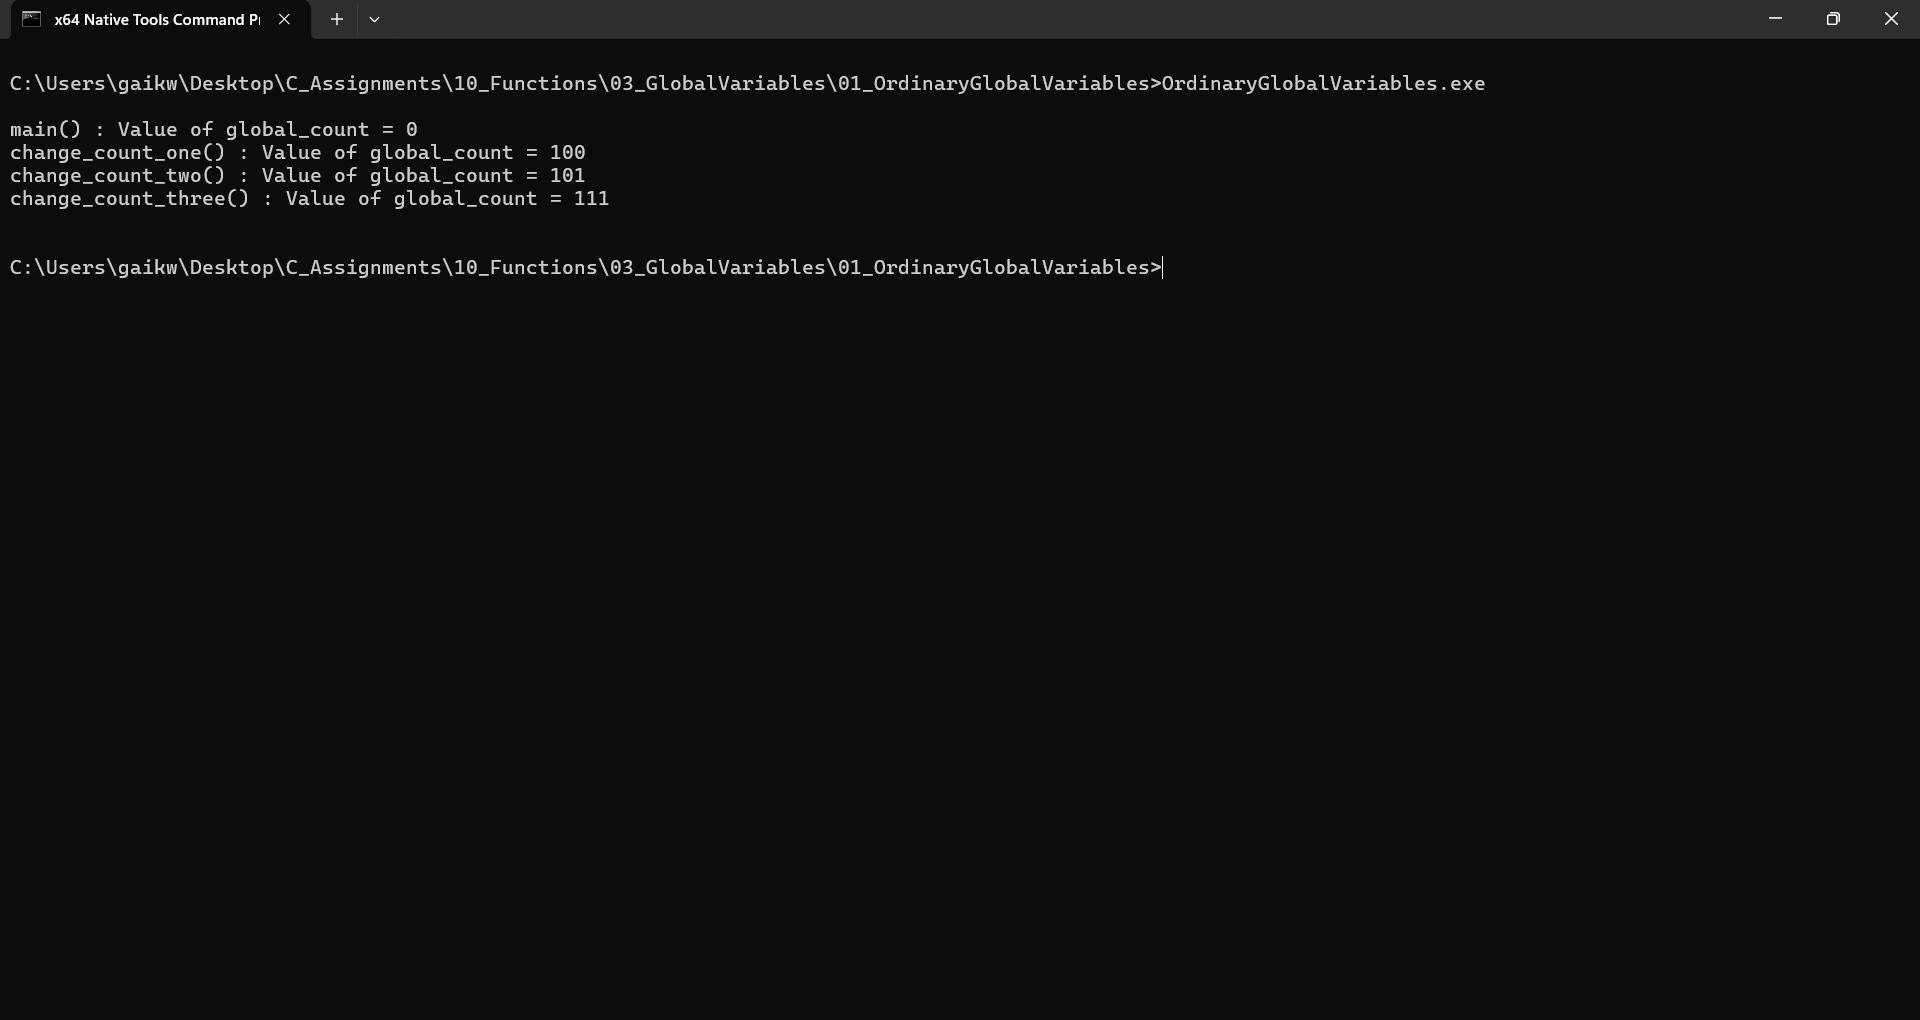 x64 Native Tools Command P
C:\Users\gaikw\Desktop\C_Assignments\10_Functions\03_GlobalVariables\01_OrdinaryGlobalVariables>OrdinaryGlobalVariables.exe
main() : Value of global_count = 0
change_count_one() : Value of global_count = 100
change_count_two() : Value of global_count = 101
change_count_three() : Value of global_count = 111
C:\Users\gaikw\Desktop\C_Assignments\10_Functions\03_GlobalVariables\01_OrdinaryGlobalVariables>